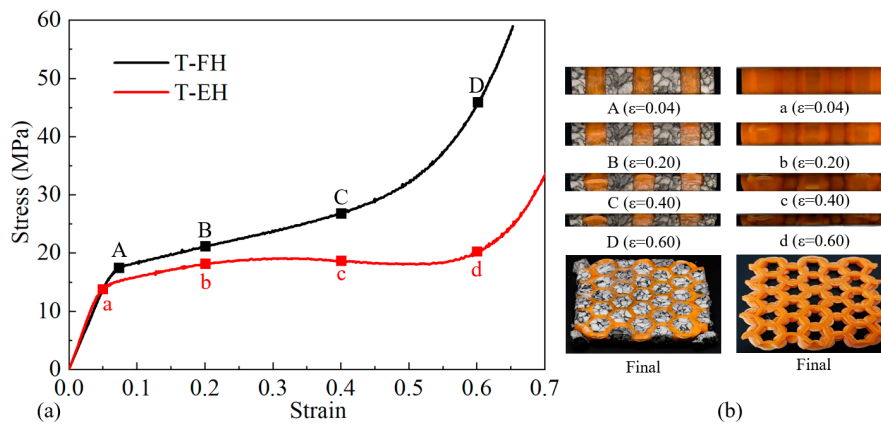 60
50
40
30
20
10
0
Stress (MPa)
T-FH
T-EH
A
B
C
D
a
b
c
d
0.0 0.1 0.2 0.3 0.4 0.5 0.6 0.7
Strain
(a)
A (ε=0.04)
a (ε=0.04)
B (ε=0.20)
b (ε=0.20)
C (ε=0.40)
c (ε=0.40)
D (ε=0.60)
d (ε=0.60)
Final
Final
(b)